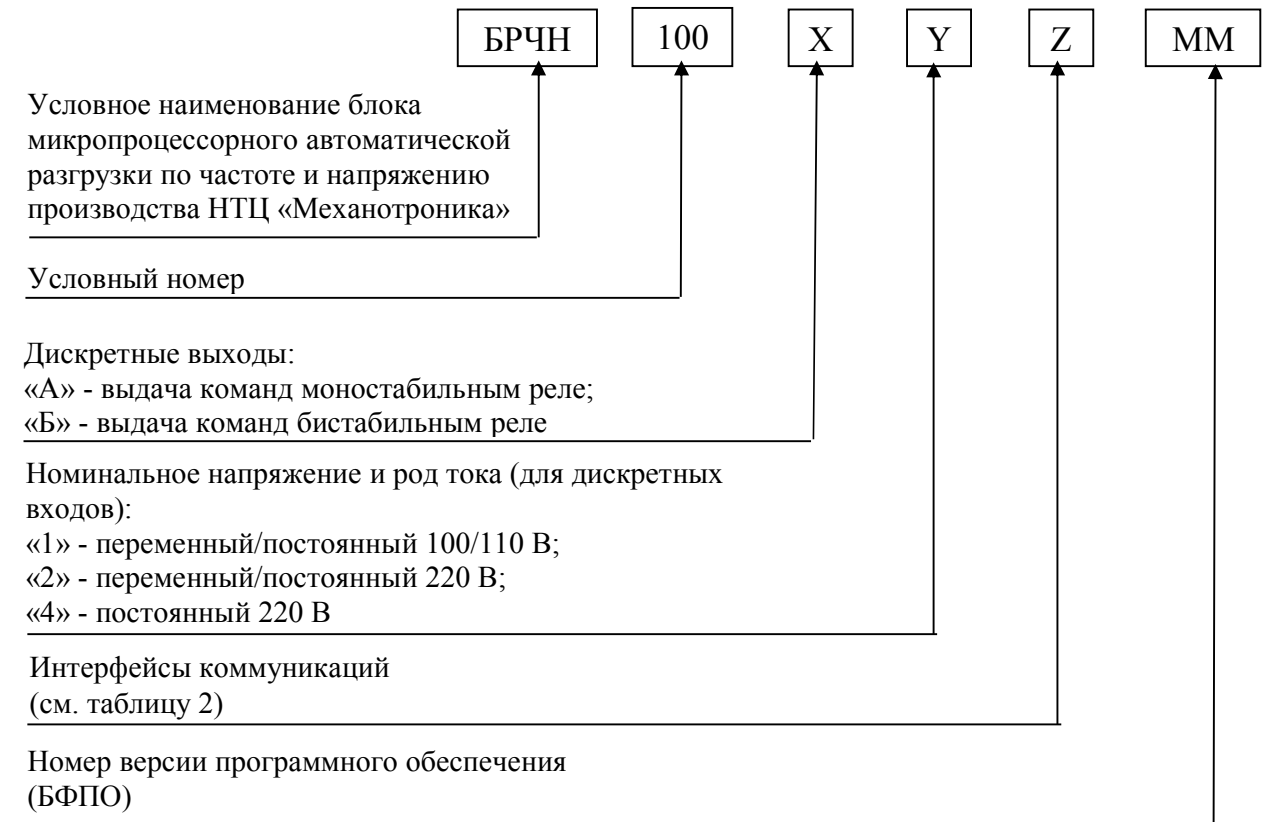 БРЧН 100 X Y Z ММ
Условное наименование блока
микропроцессорного автоматической
разгрузки по частоте и напряжению
производства НТЦ «Механотроника»
Условный номер
Дискретные выходы:
«А» - выдача команд моностабильным реле;
«Б» - выдача команд бистабильным реле
Номинальное напряжение и род тока (для дискретных
входов):
«1» - переменный/постоянный 100/110 В;
«2» - переменный/постоянный 220 В;
«4» - постоянный 220 В
Интерфейсы коммуникаций
(см. таблицу 2)
Номер версии программного обеспечения
(БФПО)